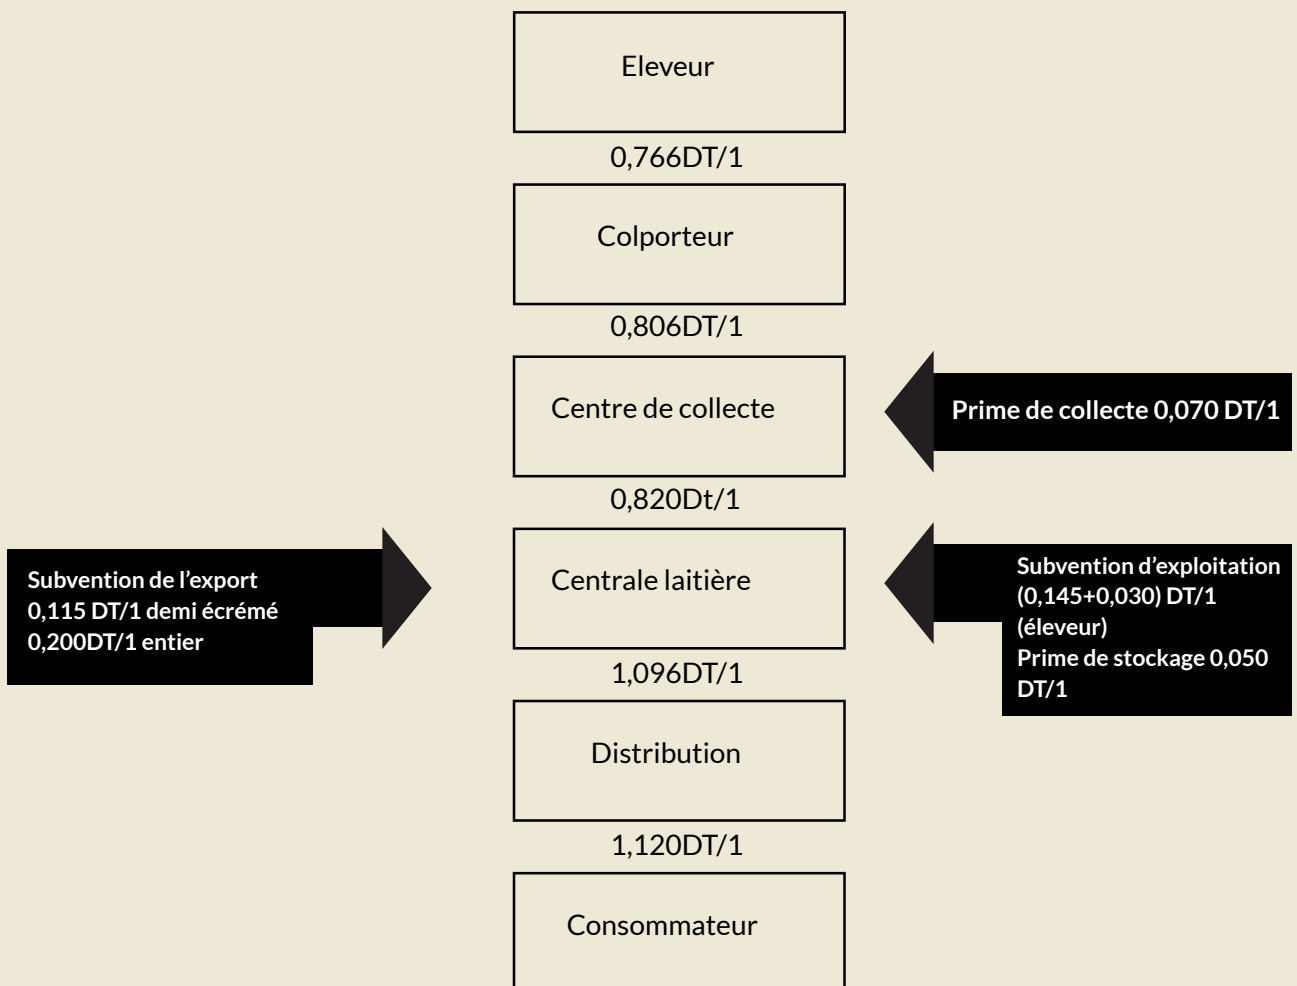 Eleveur
0,766DT/1
Colporteur
0,806DT/1
Centre de collecte
Prime de collecte 0,070 DT/1
0,820Dt/1
Subvention de l’export
0,115 DT/1 demi écrémé
0,200DT/1 entier
Centrale laitière
Subvention d’exploitation
(0,145+0,030) DT/1
(éleveur)
Prime de stockage 0,050
DT/1
1,096DT/1
Distribution
1,120DT/1
Consommateur